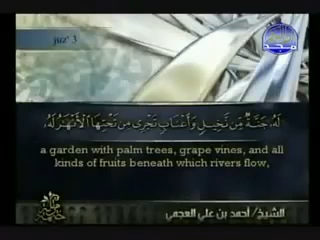 juz' 3
المجد
لَهُۥ جَنَّةٌ مِّن نَّخِيلٍ وَأَعْنَابٍ تَجْرِي مِن تَحْتِهَا ٱلْأَنْهَٰرُ لَهُۥ
a garden with palm trees, grape vines, and all
kinds of fruits beneath which rivers flow,
الشيخ/ أحمد بن علي العجمي